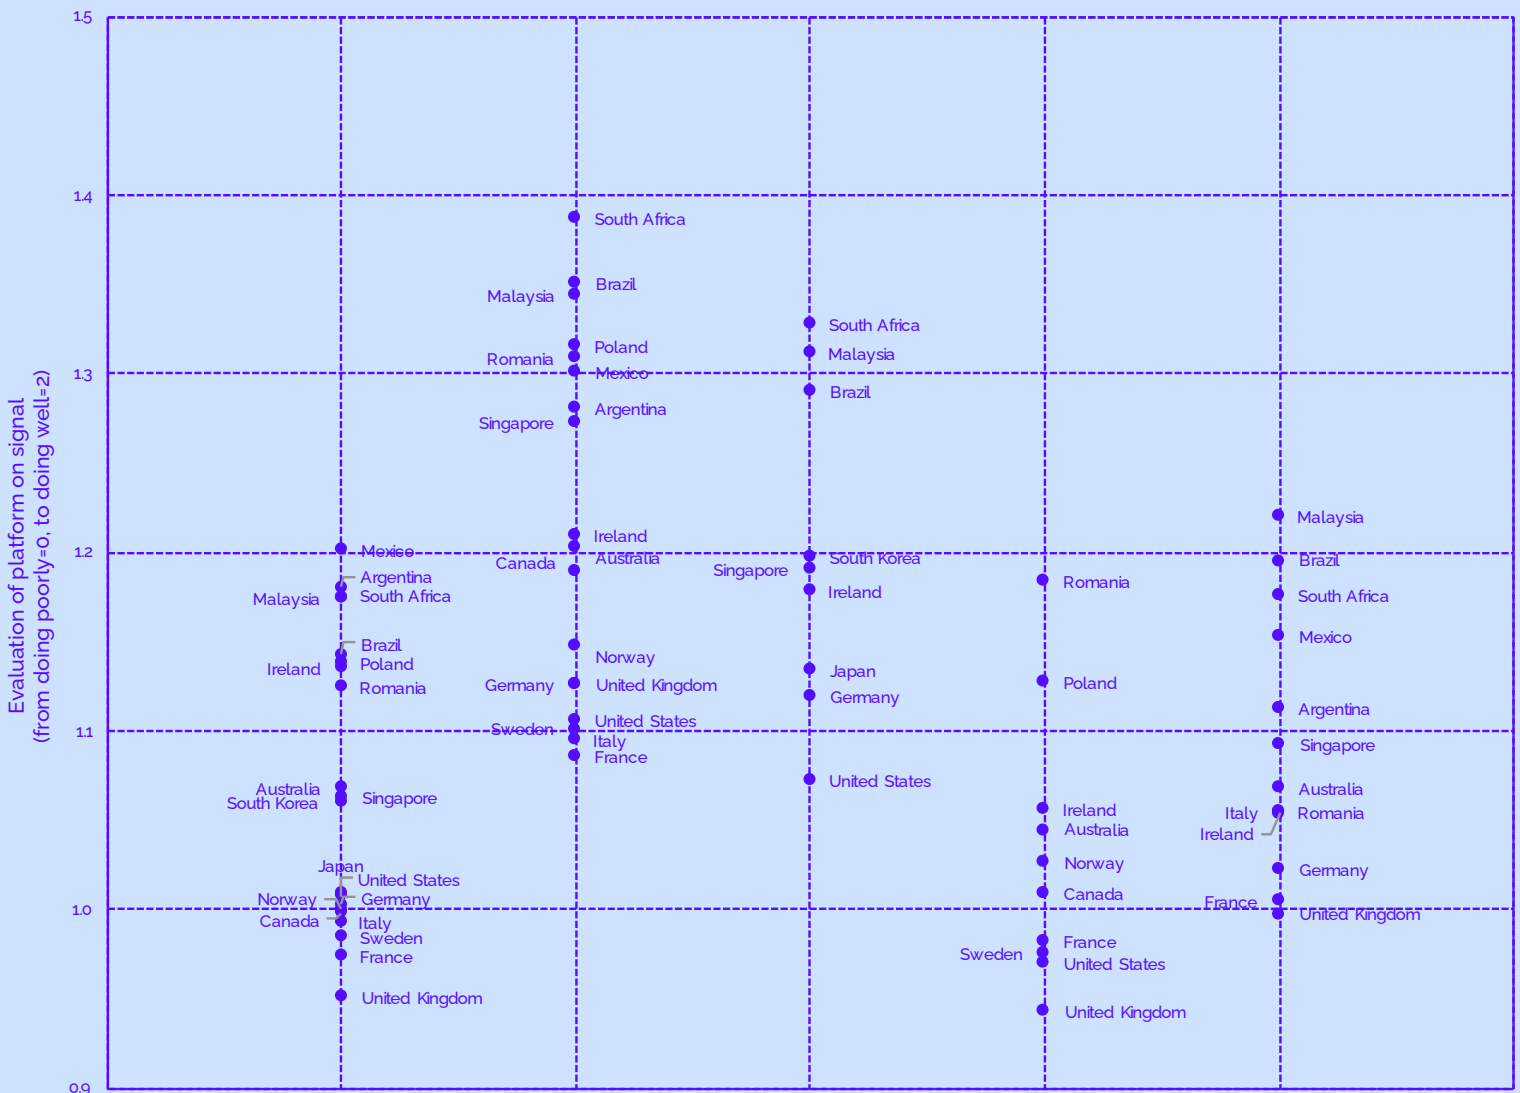 Evaluation of platform on signal
(from doing poorly=0, to doing well=2)
1.5
1.4
1.3
1.2
1.1
1.0
0.9
Mexico
Argentina
Malaysia
South Africa
Brazil
Ireland
Poland
Romania
Australia
South Korea
Singapore
Japan
United States
Norway
Germany
Canada
Italy
Sweden
France
United Kingdom
South Africa
Brazil
Malaysia
Poland
Romania
Mexico
Argentina
Singapore
Ireland
Australia
Canada
Norway
Germany
United Kingdom
United States
Sweden
Italy
France
South Africa
Malaysia
Brazil
South Korea
Singapore
Ireland
Japan
Germany
United States
Romania
Poland
Ireland
Australia
Norway
Canada
France
Sweden
United States
United Kingdom
Malaysia
Brazil
South Africa
Mexico
Argentina
Singapore
Australia
Italy
Romania
Ireland
Germany
France
United Kingdom